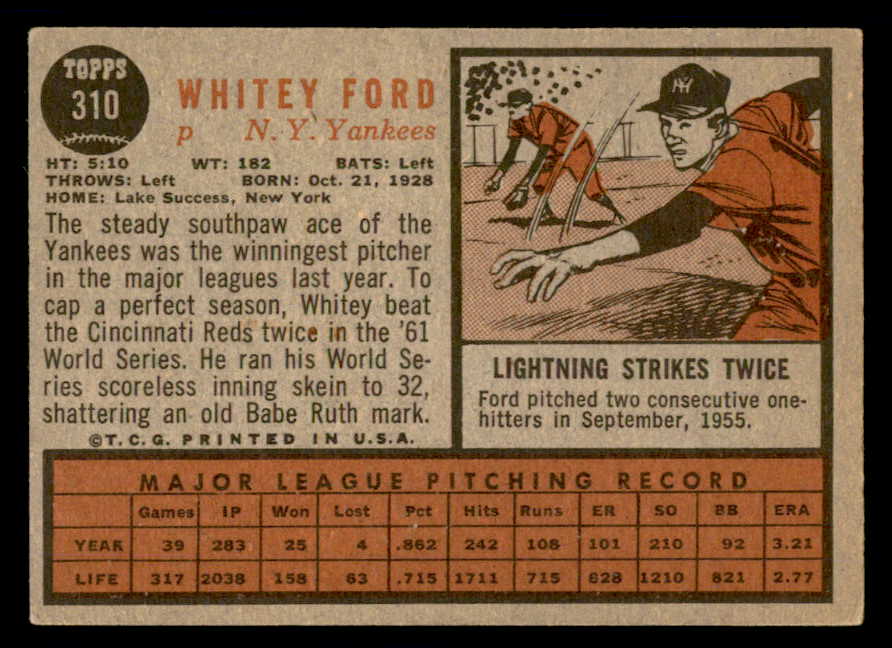 TOPPS
310
WHITEY FORD
p N. Y. Yankees
HT: 5:10 WT: 182 BATS: Left
THROWS: Left BORN: Oct. 21, 1928
HOME: Lake Success, New York
The steady southpaw ace of the
Yankees was the winningest pitcher
in the major leagues last year. To
cap a perfect season, Whitey beat
the Cincinnati Reds twice in the '61
World Series. He ran his World Se-
ries scoreless inning skein to 32,
shattering an old Babe Ruth mark.
©T.C.G. PRINTED IN U.S.A.
NY
LIGHTNING STRIKES TWICE
Ford pitched two consecutive one-
hitters in September, 1955.
MAJOR LEAGUE PITCHING RECORD
Games IP Won Lost Pct Hits Runs ER SO BB ERA
YEAR 39 283 25 4 .862 242 108 101 210 92 3.21
LIFE 317 2038 158 63 .715 1711 715 628 1210 821 2.77